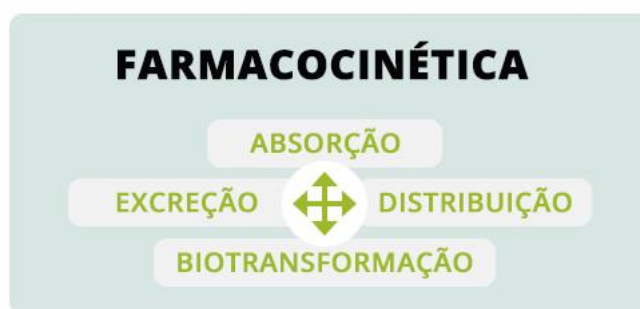 FARMACOCINÉTICA
ABSORÇÃO
EXCREÇÃO DISTRIBUIÇÃO
BIOTRANSFORMAÇÃO